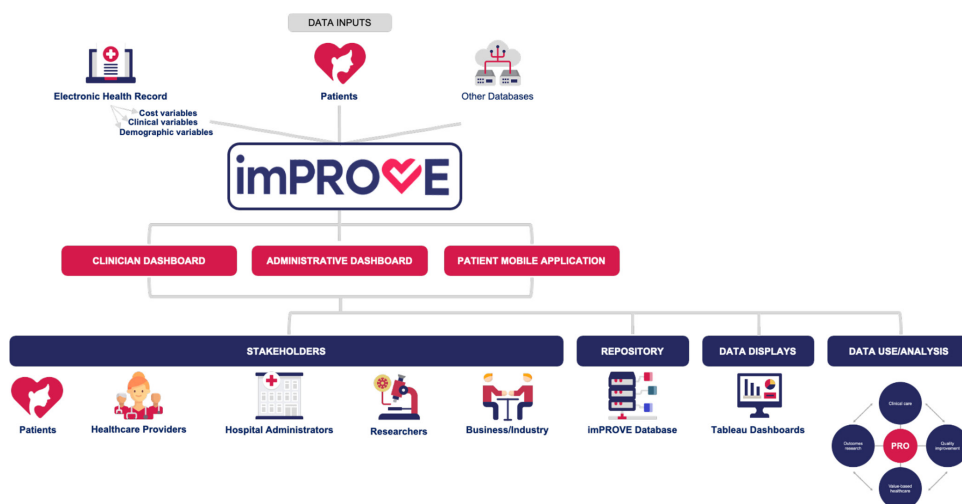 DATA INPUTS
Electronic Health Record
Patients
Other Databases
Cost variables
Clinical variables
Demographic variables
imPROVE
CLINICIAN DASHBOARD
ADMINISTRATIVE DASHBOARD
PATIENT MOBILE APPLICATION
STAKEHOLDERS
REPOSITORY
DATA DISPLAYS
DATA USE/ANALYSIS
Patients
Healthcare Providers
Hospital Administrators
Researchers
Business/Industry
imPROVE Database
Tableau Dashboards
Clinical care
Outcomes
research
PRO
Quality
improvement
Value-based
healthcare